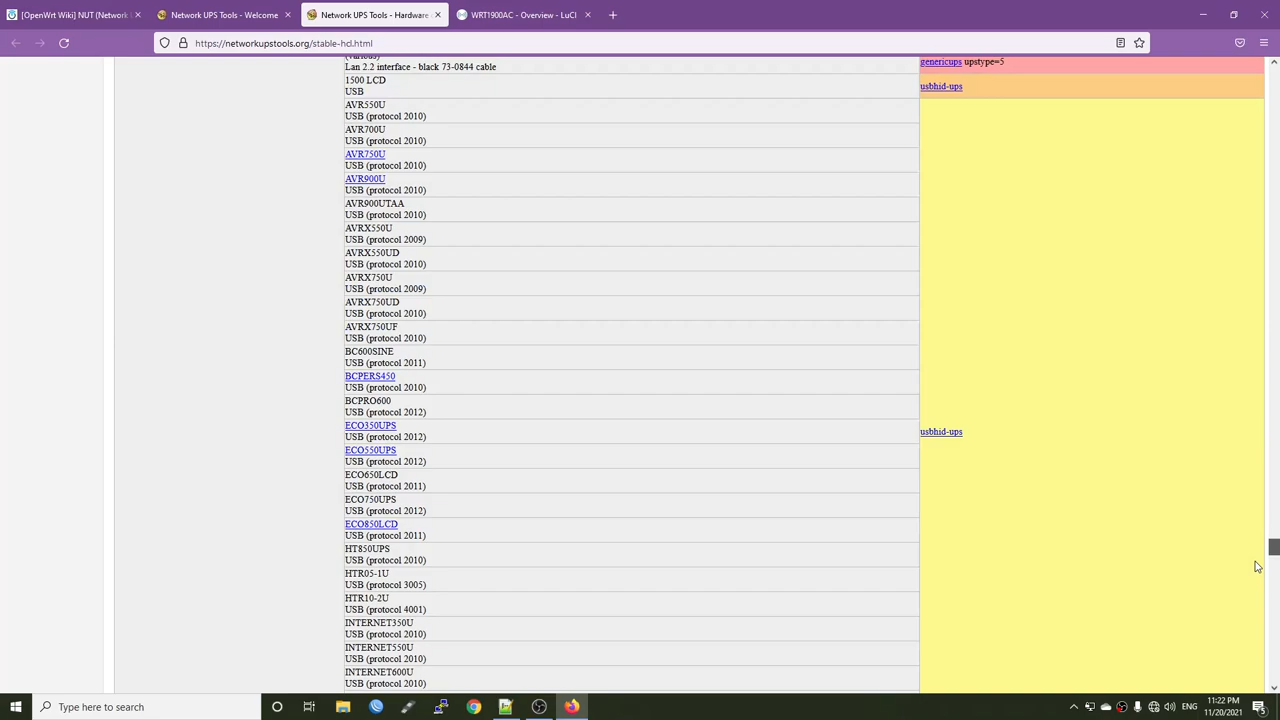 [OpenWrt Wiki] NUT (Network
Network UPS Tools - Welcome
Network UPS Tools - Hardware
WRT1900AC - Overview - LuCI
https://networkupstools.org/stable-hcl.html
(various)
Lan 2.2 interface - black 73-0844 cable
genericups upstype=5
1500 LCD
USB
usbhid-ups
AVR550U
USB (protocol 2010)
AVR700U
USB (protocol 2010)
AVR750U
USB (protocol 2010)
AVR900U
USB (protocol 2010)
AVR900UTAA
USB (protocol 2010)
AVRX550U
USB (protocol 2009)
AVRX550UD
USB (protocol 2010)
AVRX750U
USB (protocol 2009)
AVRX750UD
USB (protocol 2010)
AVRX750UF
USB (protocol 2010)
BC600SINE
USB (protocol 2011)
BCPERS450
USB (protocol 2010)
BCPRO600
USB (protocol 2012)
ECO350UPS
USB (protocol 2012)
usbhid-ups
ECO550UPS
USB (protocol 2012)
ECO650LCD
USB (protocol 2011)
ECO750UPS
USB (protocol 2012)
ECO850LCD
USB (protocol 2011)
HT850UPS
USB (protocol 2010)
HTR05-1U
USB (protocol 3005)
HTR10-2U
USB (protocol 4001)
INTERNET350U
USB (protocol 2010)
INTERNET550U
USB (protocol 2010)
INTERNET600U
USB (protocol 2010)
Type here to search
11:22 PM
11/20/2021